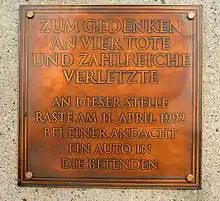 ZUM GEDENKEN
AN VIER TOTE
UND ZAHLREICHE
VERLETZTE
AN DIESER STELLE
RASTE AM 11. APRIL 1992
BEI EINER ANDACHT
EIN AUTO IN
DIE BETENDEN